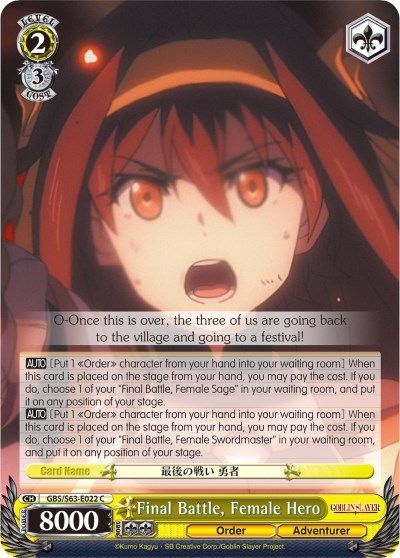 LEVEL
2
3
COST
O-Once this is over, the three of us are going back
to the village and going to a festival!
AUTO [Put 1 «Order» character from your hand into your waiting room] When
this card is placed on the stage from your hand, you may pay the cost. If you
do, choose 1 of your "Final Battle, Female Sage" in your waiting room, and put
it on any position of your stage.
AUTO [Put 1 «Order» character from your hand into your waiting room] When
this card is placed on the stage from your hand, you may pay the cost. If you
do, choose 1 of your "Final Battle, Female Swordmaster" in your waiting room,
and put it on any position of your stage.
Card Name 最後の戦い 勇者
CH GBS/S63-E022 C
Final Battle, Female Hero GOBLIN SLAYER
POWER 8000 SOUL Order Adventurer
©Kumo Kagyu・SB Creative Corp./Goblin Slayer Project.